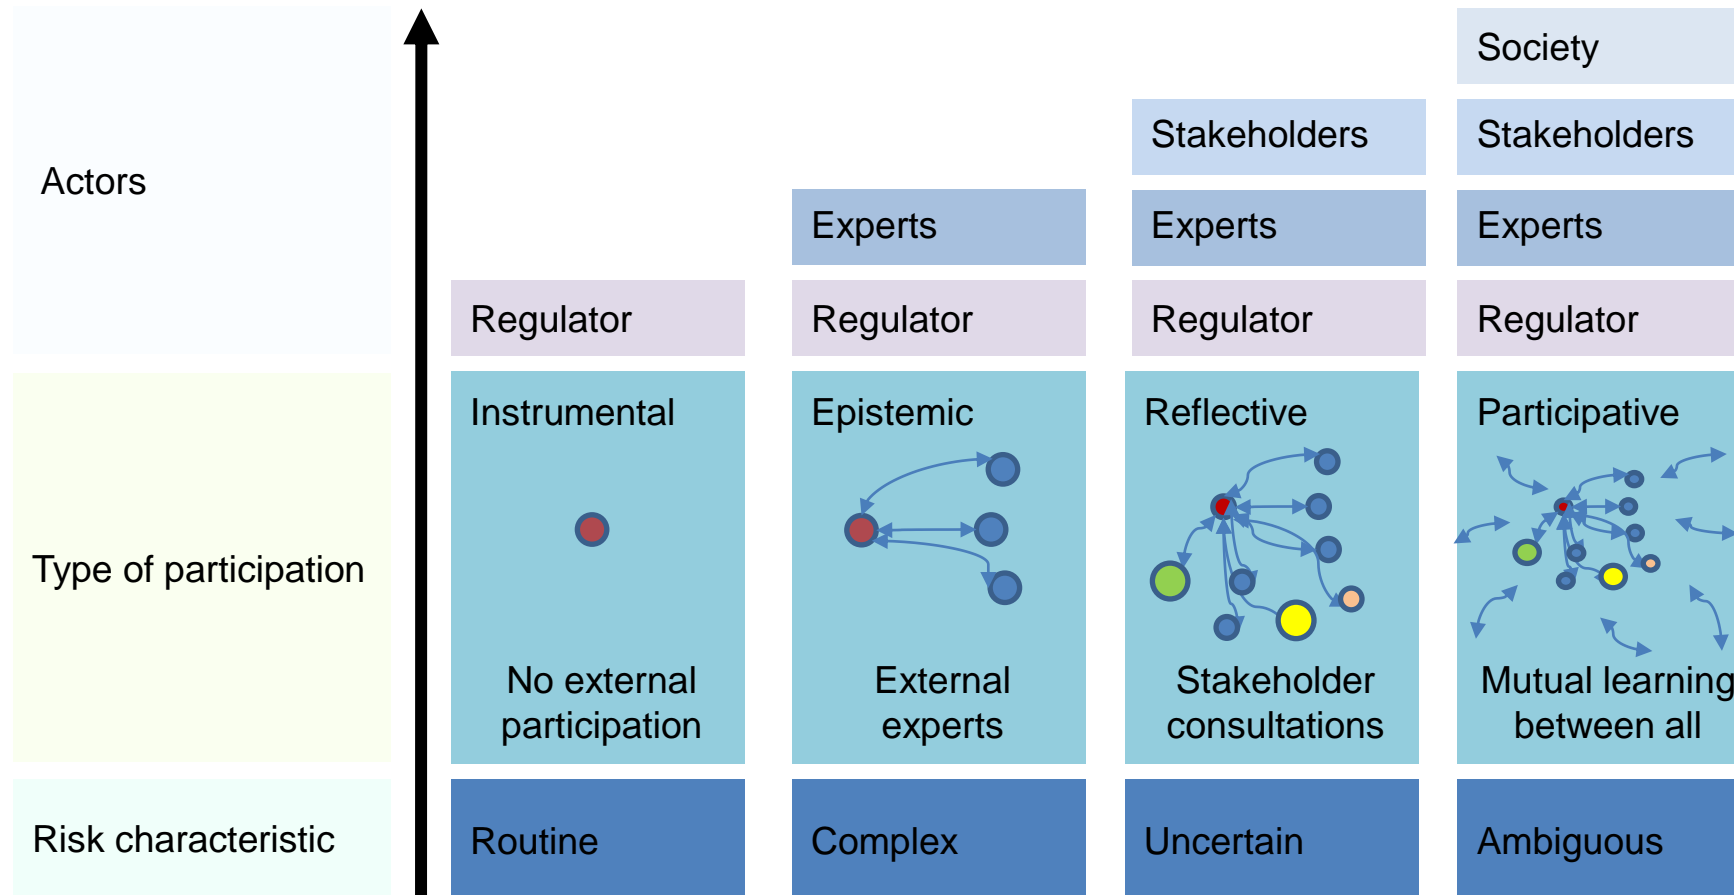 Society
Stakeholders
Stakeholders
Actors
Experts
Experts
Experts
Regulator
Regulator
Regulator
Regulator
Instrumental
Epistemic
Reflective
Participative
Type of participation
No external
participation
External
experts
Stakeholder
consultations
Mutual learning
between all
Risk characteristic
Routine
Complex
Uncertain
Ambiguous